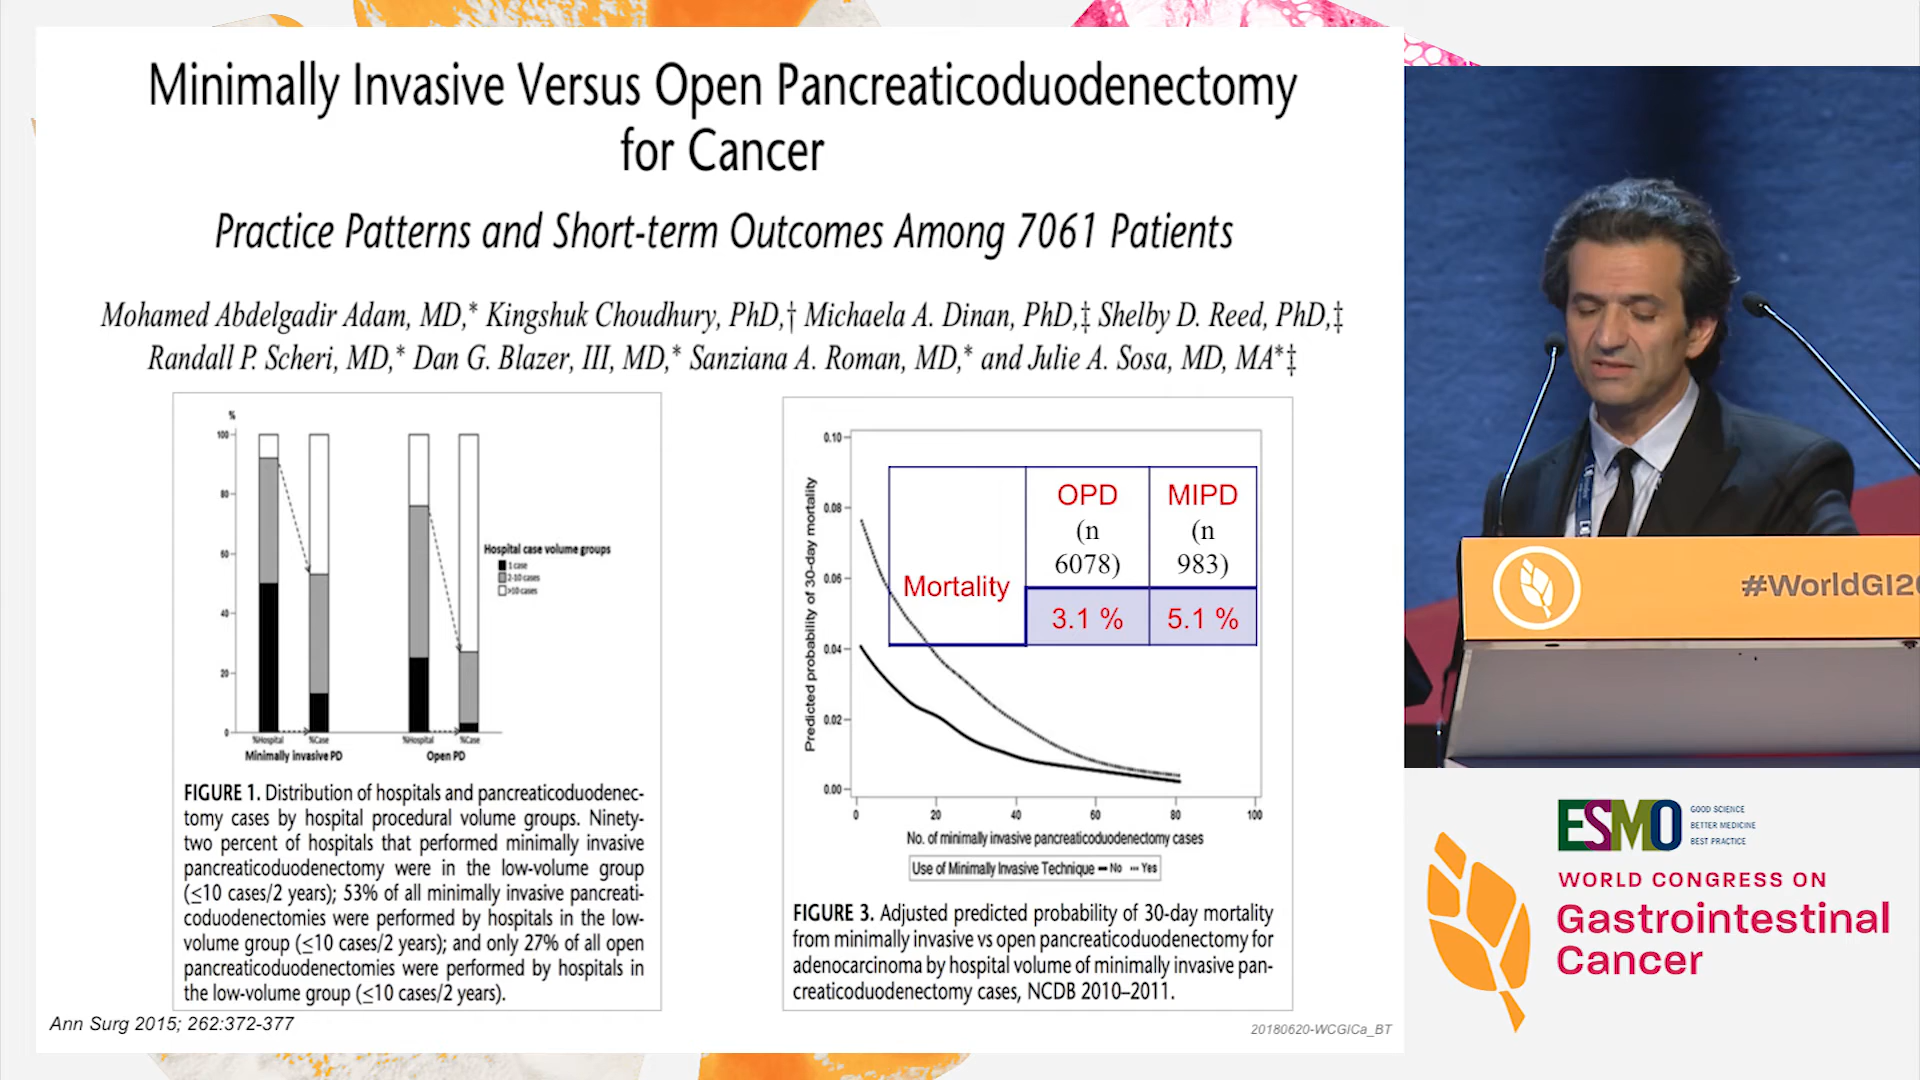 Minimally Invasive Versus Open Pancreaticoduodenectomy
for Cancer
Practice Patterns and Short-term Outcomes Among 7061 Patients
Mohamed Abdelgadir Adam, MD,* Kingshuk Choudhury, PhD,† Michaela A. Dinan, PhD,‡ Shelby D. Reed, PhD,‡
Randall P. Scheri, MD,* Dan G. Blazer, III, MD,* Sanziana A. Roman, MD,* and Julie A. Sosa, MD, MA*‡
%
100
80
60
40
20
0
%Hospital %Case %Hospital %Case
Minimally invasive PD Open PD
Hospital case volume groups
1 case
2-10 cases
>10 cases
FIGURE 1. Distribution of hospitals and pancreaticoduodenec-
tomy cases by hospital procedural volume groups. Ninety-
two percent of hospitals that performed minimally invasive
pancreaticoduodenectomy were in the low-volume group
(≤10 cases/2 years); 53% of all minimally invasive pancreati-
coduodenectomies were performed by hospitals in the low-
volume group (≤10 cases/2 years); and only 27% of all open
pancreaticoduodenectomies were performed by hospitals in
the low-volume group (≤10 cases/2 years).
Predicted probability of 30-day mortality
0.10
0.08
0.06
0.04
0.02
0.00
0 20 40 60 80 100
No. of minimally invasive pancreaticoduodenectomy cases
Use of Minimally Invasive Technique No Yes
Mortality
OPD
(n
6078)
MIPD
(n
983)
3.1 % 5.1 %
FIGURE 3. Adjusted predicted probability of 30-day mortality
from minimally invasive vs open pancreaticoduodenectomy for
adenocarcinoma by hospital volume of minimally invasive pan-
creaticoduodenectomy cases, NCDB 2010–2011.
Ann Surg 2015; 262:372-377
20180620-WCGICa_BT
#WorldGI20
ESMO
GOOD SCIENCE
BETTER MEDICINE
BEST PRACTICE
WORLD CONGRESS ON
Gastrointestinal
Cancer